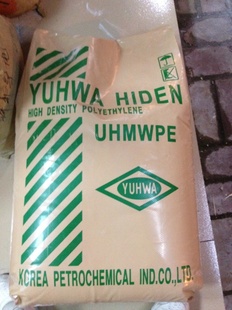 YUHWA HIDEN
HIGH DENSITY POLYETHYLENE
UHMWPE
YUHWA
KOREA PETROCHEMICAL IND.CO.,LTD.